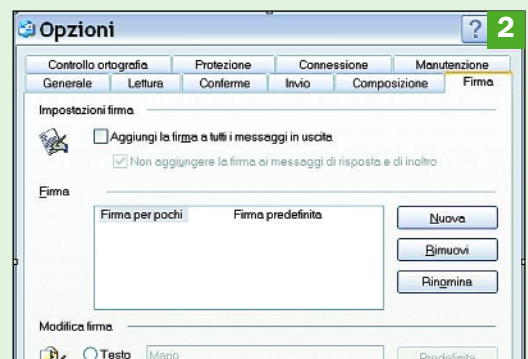 Opzioni ? 2
Controllo ortografia Protezione Connessione Manutenzione
Generale Lettura Conferme Invio Composizione Firma
Impostazioni firma
Aggiungi la firma a tutti i messaggi in uscita
Non aggiungere la firma ai messaggi di risposta e di inoltro
Firma
Firma per pochi Firma predefinita
Nuova
Rimuovi
Rinomina
Modifica firma
Testo Mario Predefinita